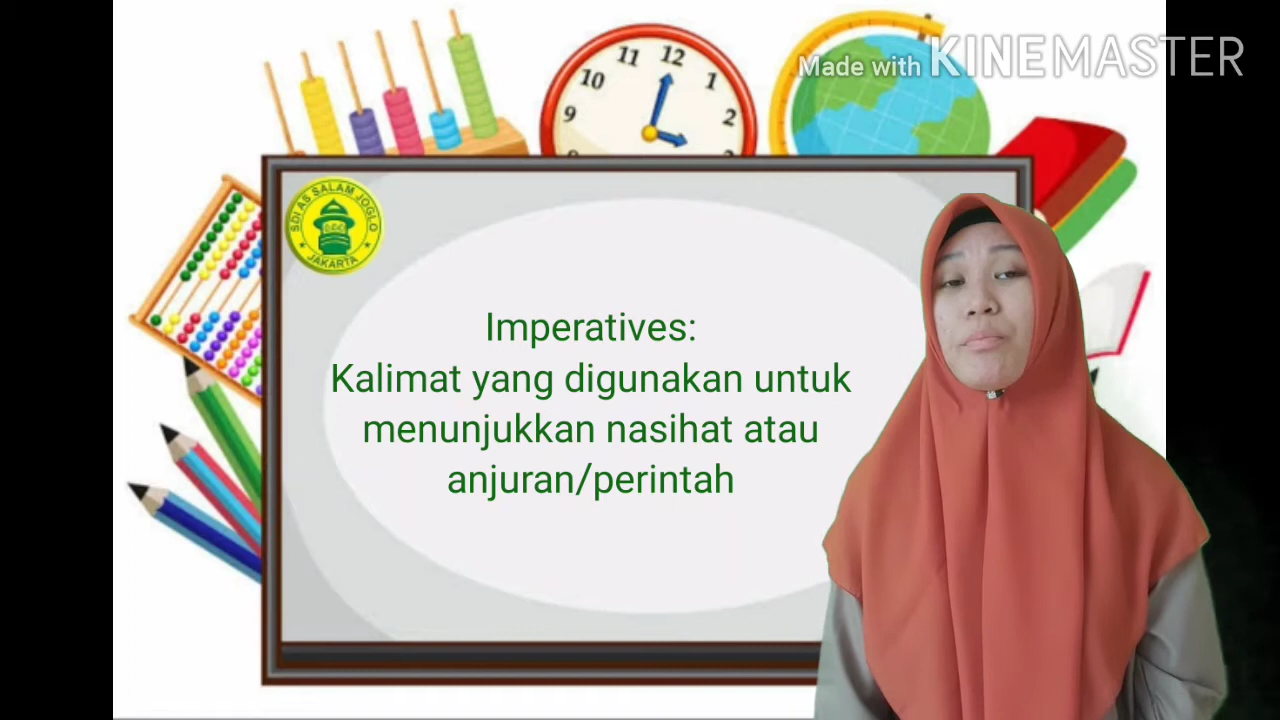 Made with KINEMASTER
11 12 1
10 2
9
SDI AS SALAM JOGLO
JAKARTA
Imperatives:
Kalimat yang digunakan untuk
menunjukkan nasihat atau
anjuran/perintah